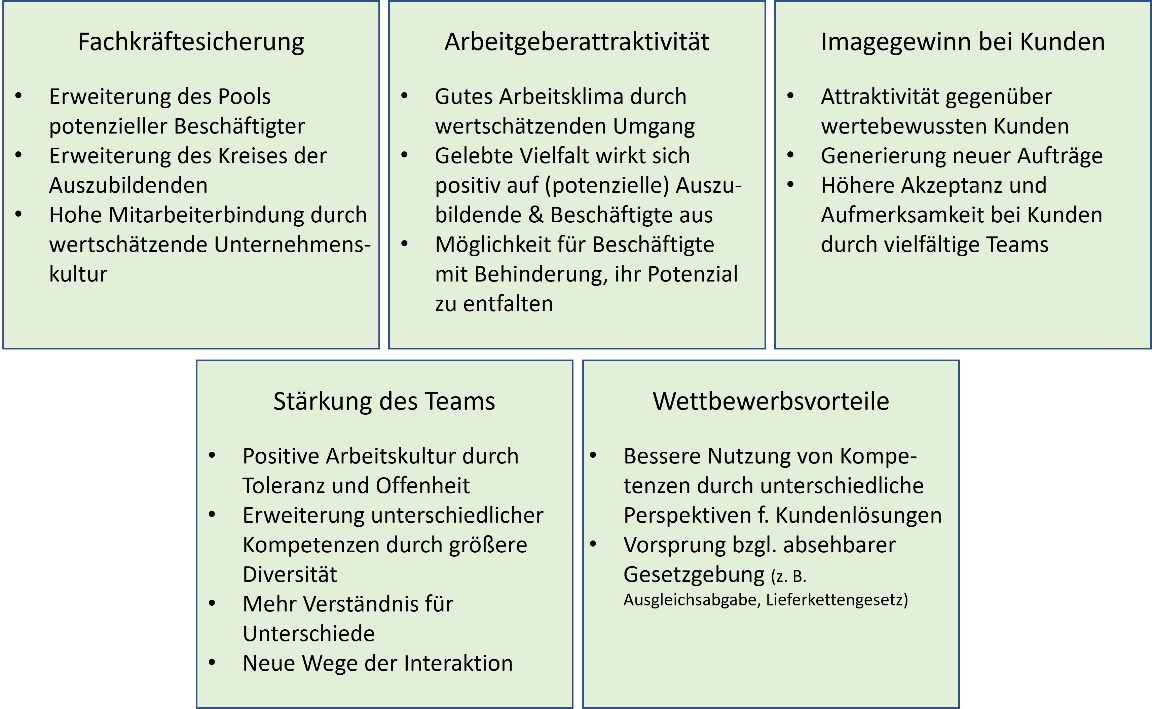 Fachkräftesicherung
• Erweiterung des Pools
potenzieller Beschäftigter
• Erweiterung des Kreises der
Auszubildenden
• Hohe Mitarbeiterbindung durch
wertschätzende Unternehmens-
kultur
Arbeitgeberattraktivität
• Gutes Arbeitsklima durch
wertschätzenden Umgang
• Gelebte Vielfalt wirkt sich
positiv auf (potenzielle) Auszu-
bildende & Beschäftigte aus
• Möglichkeit für Beschäftigte
mit Behinderung, ihr Potenzial
zu entfalten
Imagegewinn bei Kunden
• Attraktivität gegenüber
wertebewussten Kunden
• Generierung neuer Aufträge
• Höhere Akzeptanz und
Aufmerksamkeit bei Kunden
durch vielfältige Teams
Stärkung des Teams
• Positive Arbeitskultur durch
Toleranz und Offenheit
• Erweiterung unterschiedlicher
Kompetenzen durch größere
Diversität
• Mehr Verständnis für
Unterschiede
• Neue Wege der Interaktion
Wettbewerbsvorteile
• Bessere Nutzung von Kompe-
tenzen durch unterschiedliche
Perspektiven f. Kundenlösungen
• Vorsprung bzgl. absehbarer
Gesetzgebung (z. B.
Ausgleichsabgabe, Lieferkettengesetz)